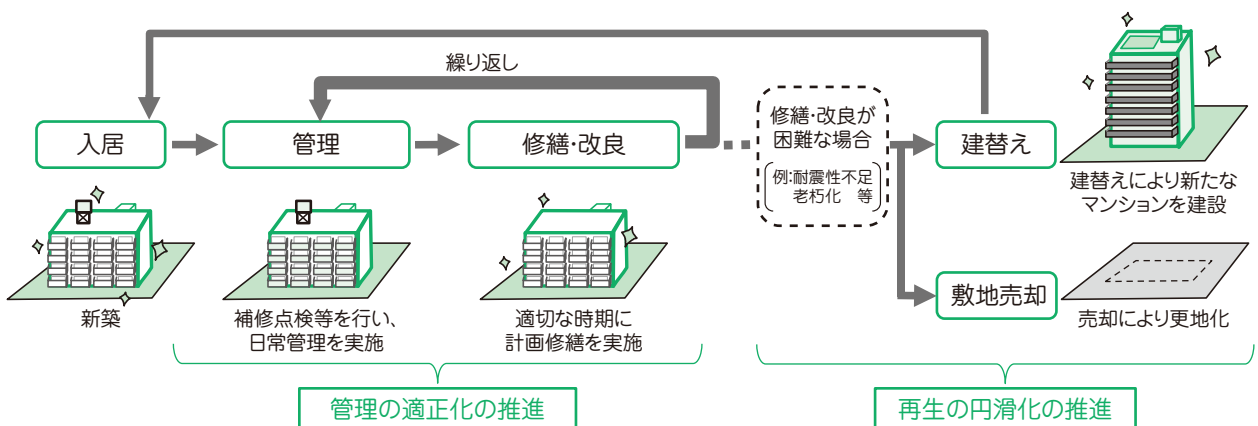 繰り返し
入居
管理
修繕・改良
修繕・改良が
困難な場合
例：耐震性不足
老朽化　等
建替え
敷地売却
新築
補修点検等を行い、
日常管理を実施
適切な時期に
計画修繕を実施
建替えにより新たな
マンションを建設
売却により更地化
管理の適正化の推進
再生の円滑化の推進